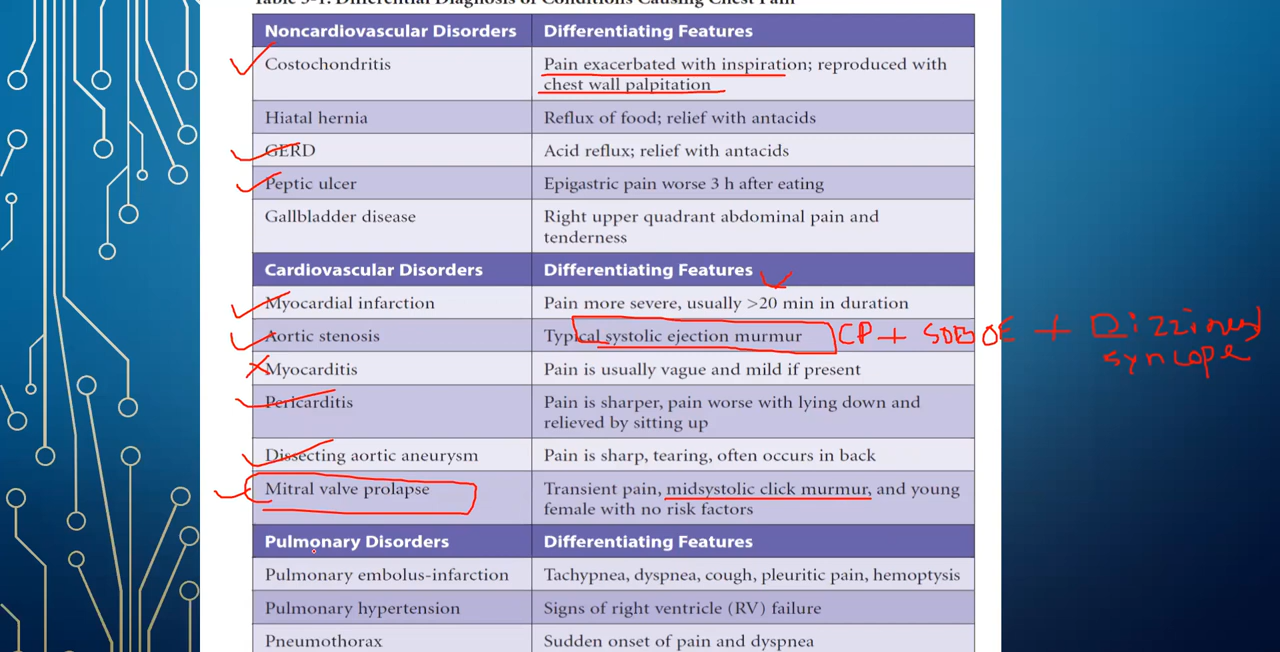 Table 3-1. Differential Diagnosis of Conditions Causing Chest Pain
Noncardiovascular Disorders Differentiating Features
Costochondritis Pain exacerbated with inspiration; reproduced with
chest wall palpitation
Hiatal hernia Reflux of food; relief with antacids
GERD Acid reflux; relief with antacids
Peptic ulcer Epigastric pain worse 3 h after eating
Gallbladder disease Right upper quadrant abdominal pain and
tenderness
Cardiovascular Disorders Differentiating Features
Myocardial infarction Pain more severe, usually >20 min in duration
Aortic stenosis Typical systolic ejection murmur CP + SOBOE + Dizziness
syncope
Myocarditis Pain is usually vague and mild if present
Pericarditis Pain is sharper, pain worse with lying down and
relieved by sitting up
Dissecting aortic aneurysm Pain is sharp, tearing, often occurs in back
Mitral valve prolapse Transient pain, midsystolic click murmur, and young
female with no risk factors
Pulmonary Disorders Differentiating Features
Pulmonary embolus-infarction Tachypnea, dyspnea, cough, pleuritic pain, hemoptysis
Pulmonary hypertension Signs of right ventricle (RV) failure
Pneumothorax Sudden onset of pain and dyspnea